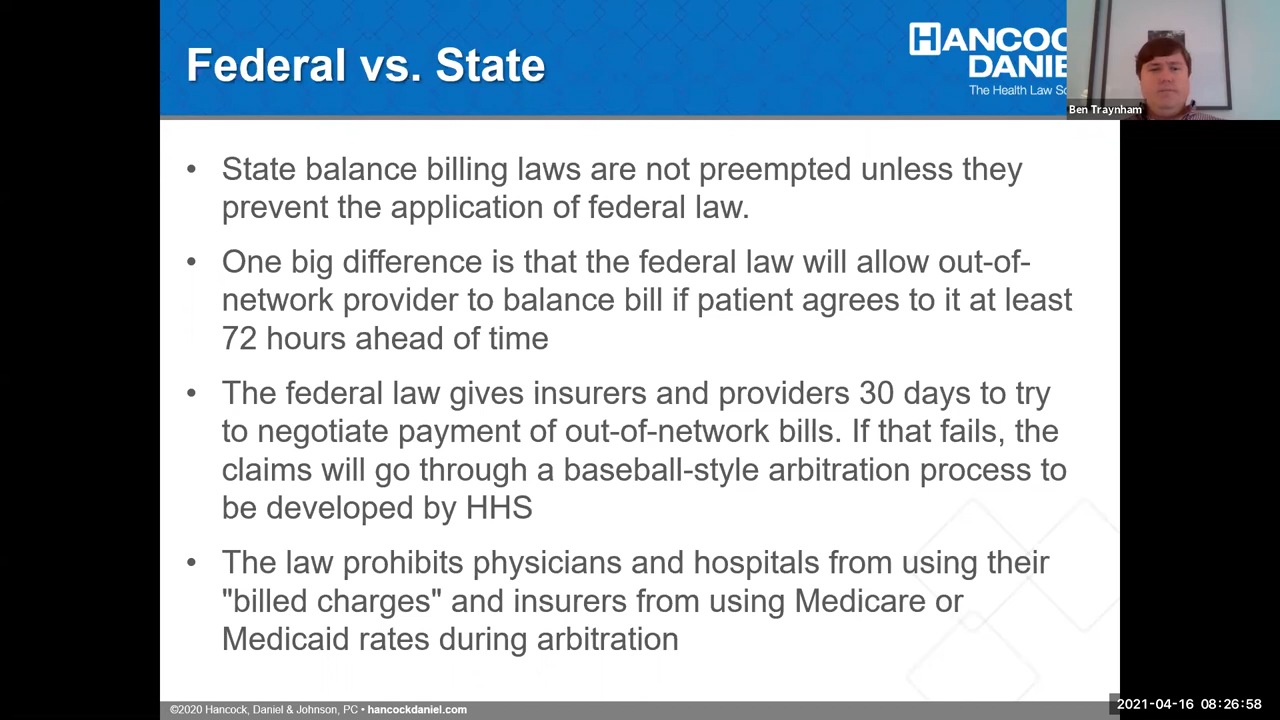 Federal vs. State
HANCOC
DANIE
The Health Law So
Ben Traynham
• State balance billing laws are not preempted unless they
prevent the application of federal law.
• One big difference is that the federal law will allow out-of-
network provider to balance bill if patient agrees to it at least
72 hours ahead of time
• The federal law gives insurers and providers 30 days to try
to negotiate payment of out-of-network bills. If that fails, the
claims will go through a baseball-style arbitration process to
be developed by HHS
• The law prohibits physicians and hospitals from using their
"billed charges" and insurers from using Medicare or
Medicaid rates during arbitration
©2020 Hancock, Daniel & Johnson, PC • hancockdaniel.com
2021-04-16 08:26:58